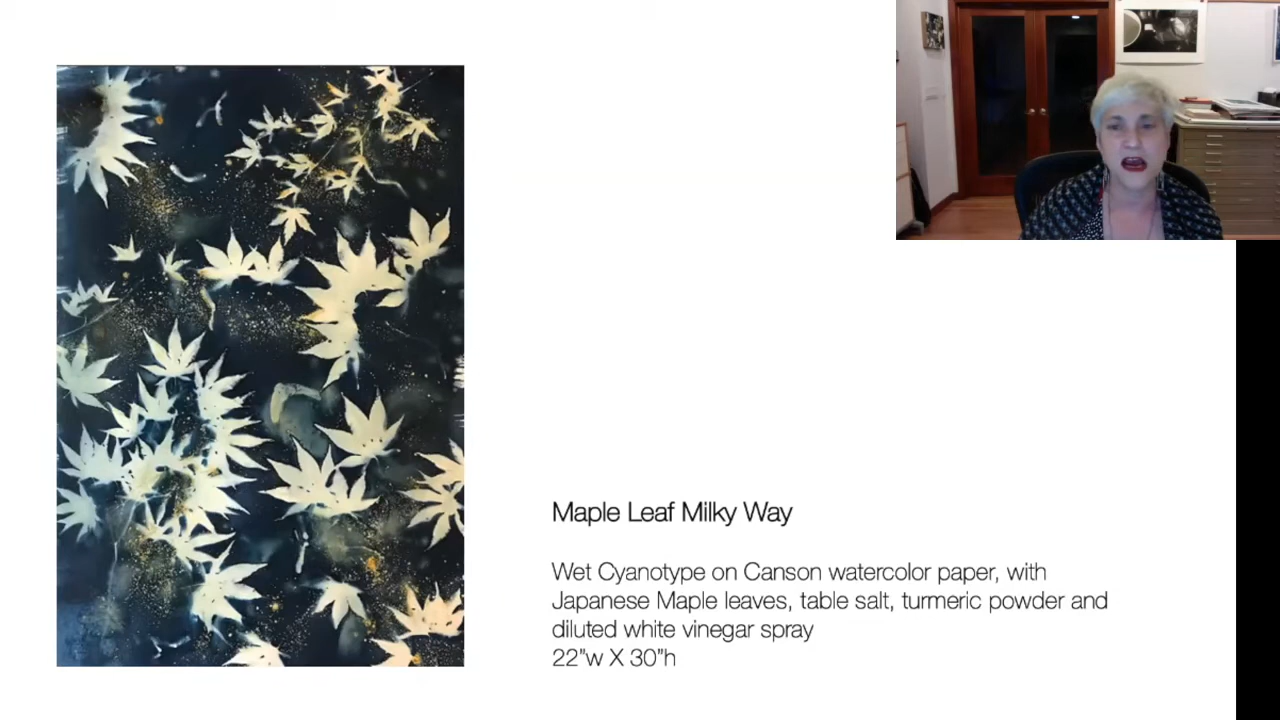 Maple Leaf Milky Way
Wet Cyanotype on Canson watercolor paper, with
Japanese Maple leaves, table salt, turmeric powder and
diluted white vinegar spray
22”w X 30”h